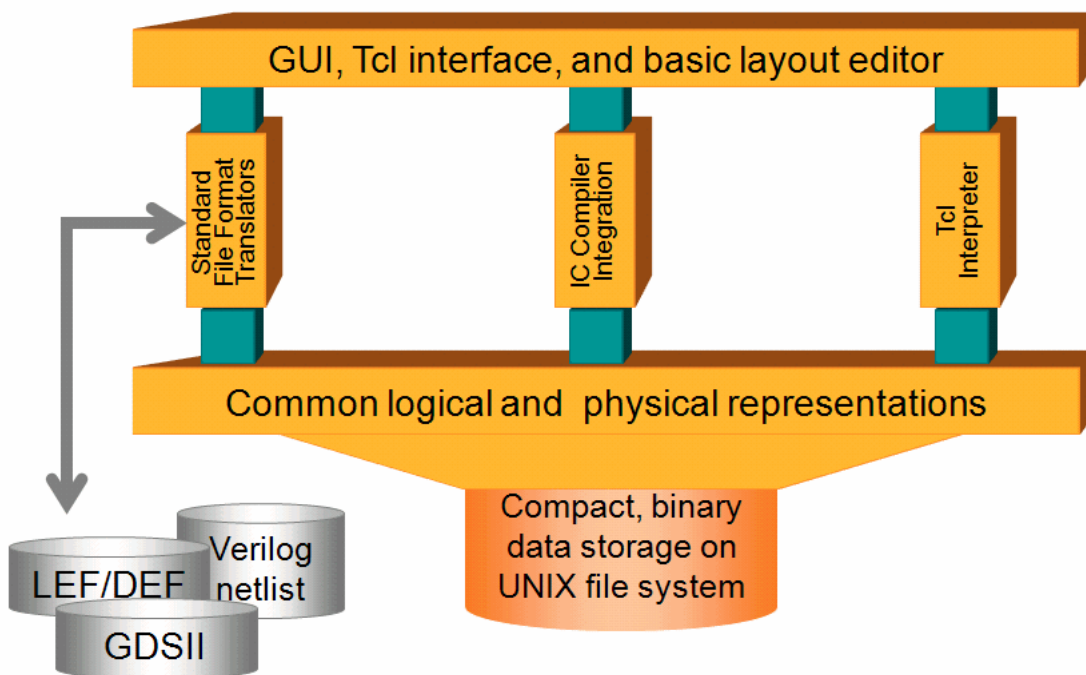 GUI, Tcl interface, and basic layout editor
Standard
File Format
Translators
IC Compiler
Integration
Tcl
Interpreter
Common logical and physical representations
Compact, binary
data storage on
UNIX file system
Verilog
netlist
LEF/DEF
GDSII